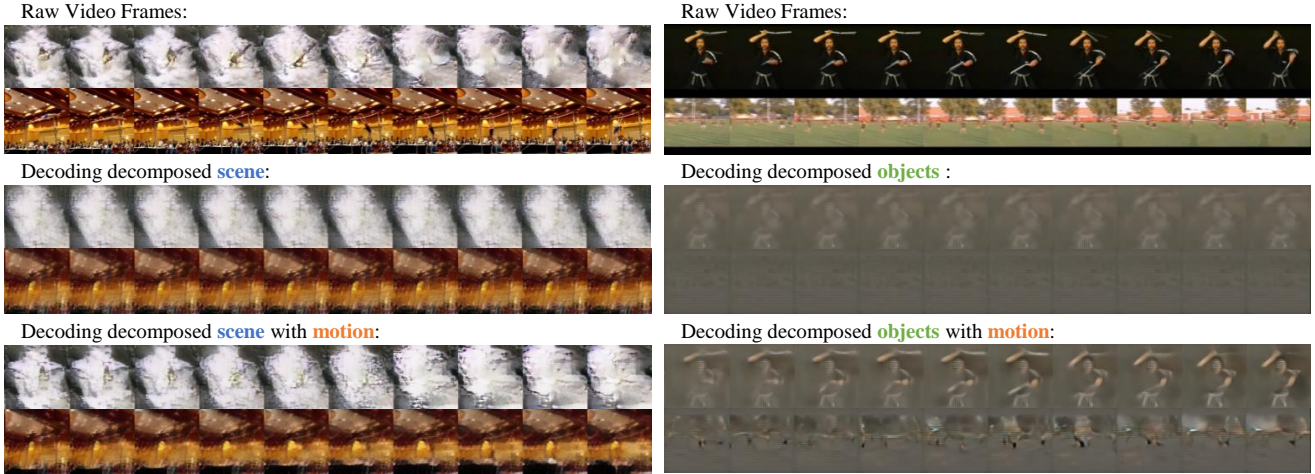 Raw Video Frames:
Decoding decomposed scene:
Decoding decomposed scene with motion:
Raw Video Frames:
Decoding decomposed objects :
Decoding decomposed objects with motion: